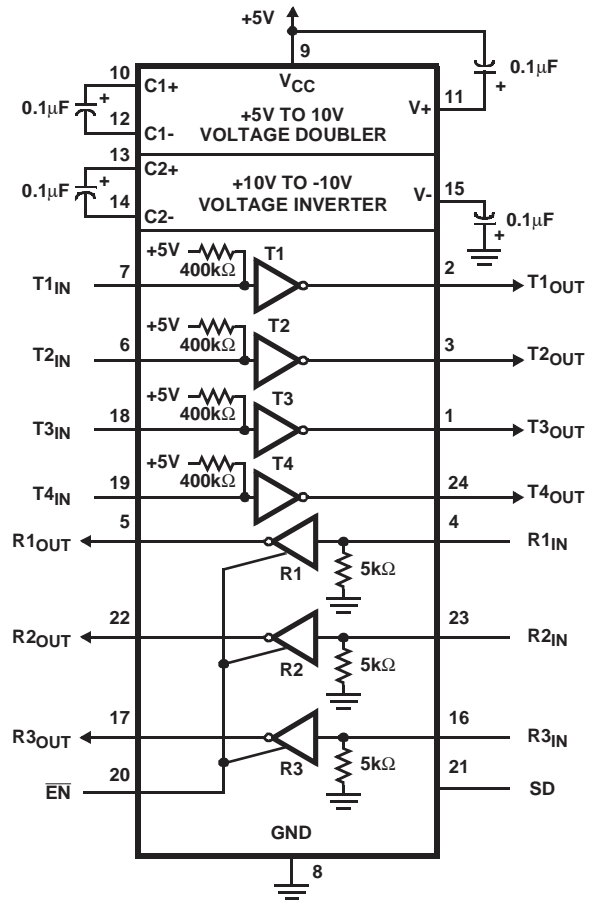 +5V
9
10
C1+
VCC
0.1μF
+
0.1μF
+
+5V TO 10V
VOLTAGE DOUBLER
V+
11
12
C1-
13
C2+
0.1μF
+
+10V TO -10V
VOLTAGE INVERTER
V-
15
14
C2-
0.1μF
+
+5V
400kΩ
T1
T1IN
7
2
T1OUT
+5V
400kΩ
T2
T2IN
6
3
T2OUT
+5V
400kΩ
T3
T3IN
18
1
T3OUT
+5V
400kΩ
T4
T4IN
19
24
T4OUT
R1OUT
5
4
R1IN
R1
5kΩ
R2OUT
22
23
R2IN
R2
5kΩ
R3OUT
17
16
R3IN
R3
5kΩ
EN
20
21
SD
GND
8